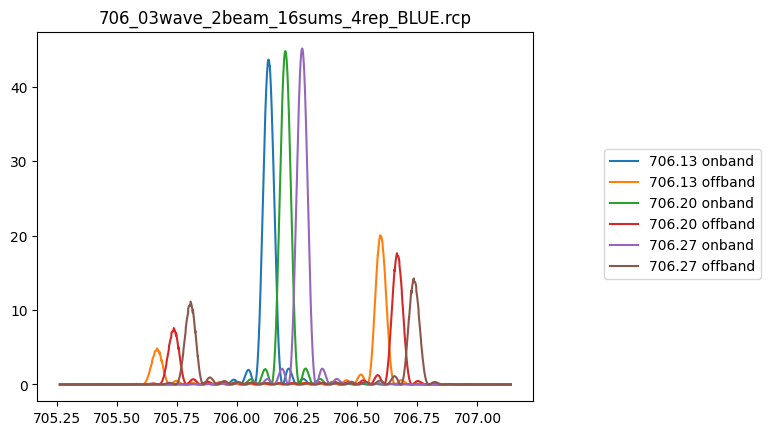 706_03wave_2beam_16sums_4rep_BLUE.rcp
40
30
20
10
0
705.25 705.50 705.75 706.00 706.25 706.50 706.75 707.00
706.13 onband
706.13 offband
706.20 onband
706.20 offband
706.27 onband
706.27 offband